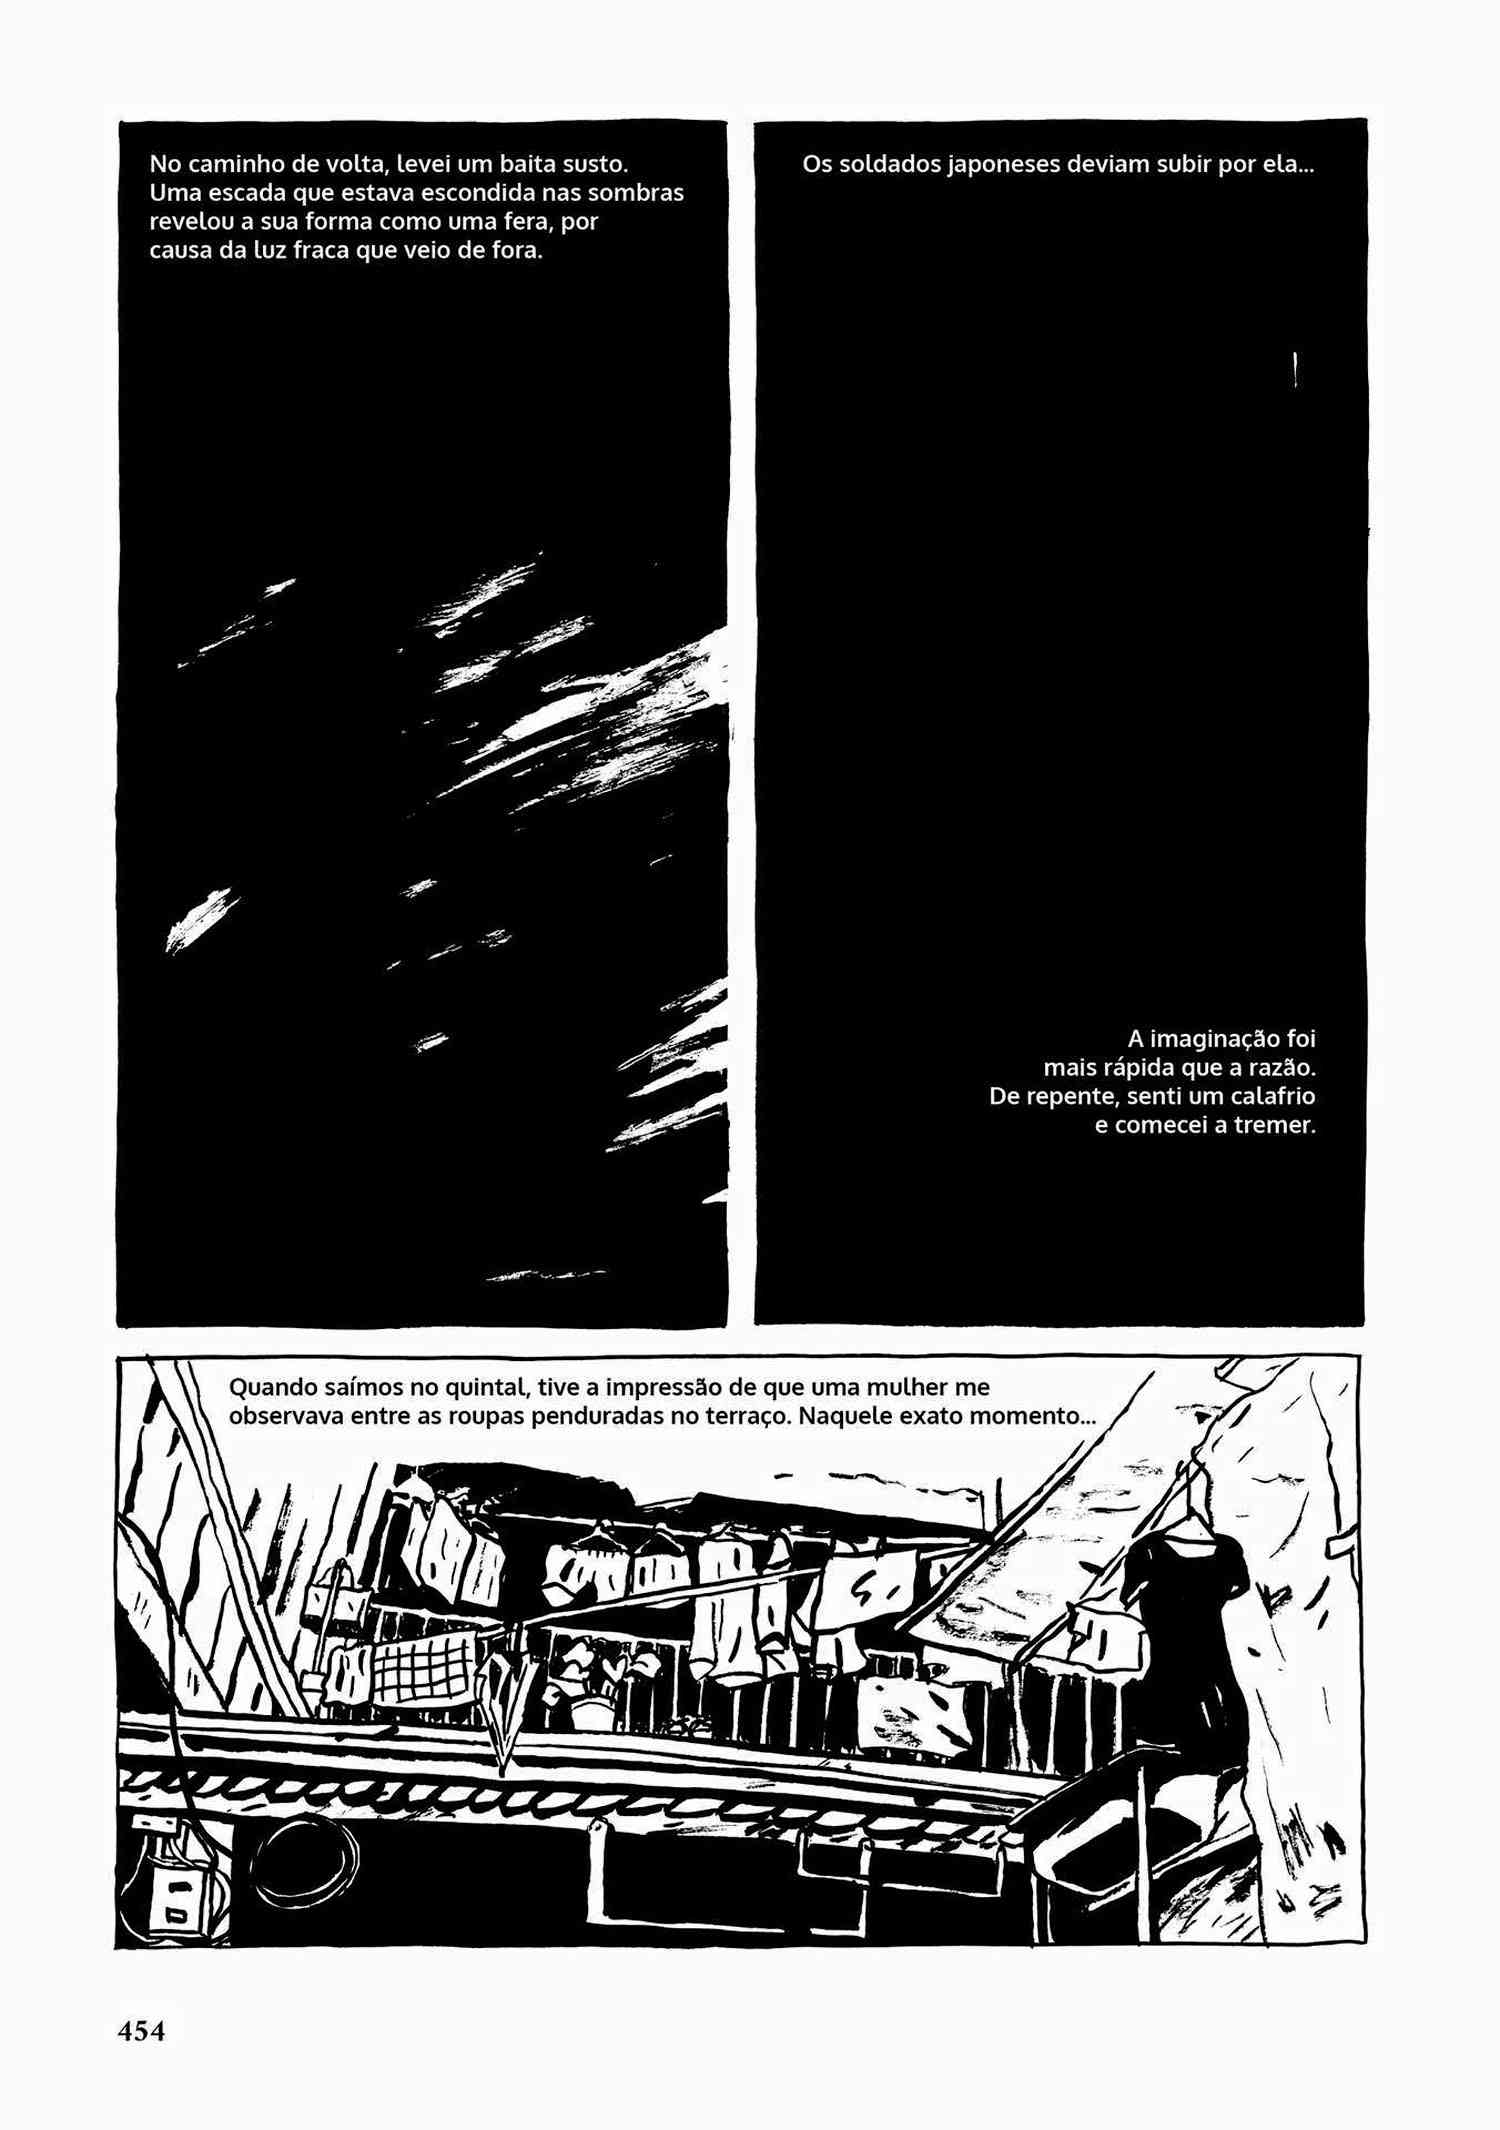 No caminho de volta, levei um baita susto.
Uma escada que estava escondida nas sombras
revelou a sua forma como uma fera, por
causa da luz fraca que veio de fora.
Os soldados japoneses deviam subir por ela...
A imaginação foi
mais rápida que a razão.
De repente, senti um calafrio
e comecei a tremer.
Quando saímos no quintal, tive a impressão de que uma mulher me
observava entre as roupas penduradas no terraço. Naquele exato momento...
454